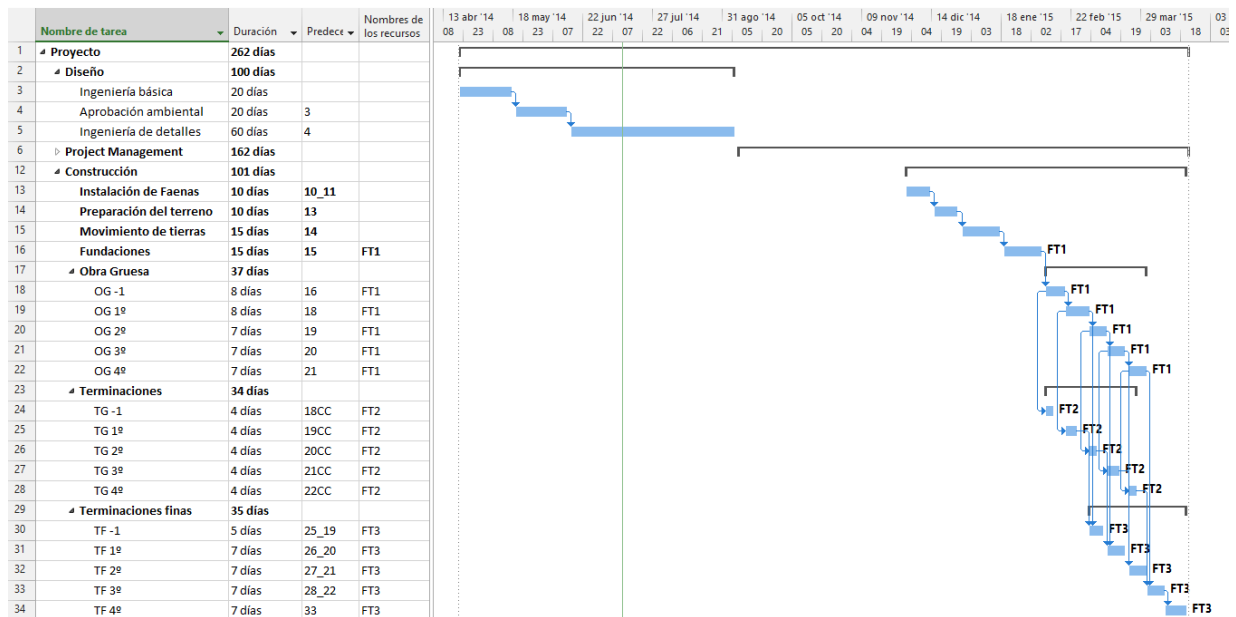 Nombre de tarea Duración Predece Nombres de los recursos
13 abr '14 18 may '14 22 jun '14 27 jul '14 31 ago '14 05 oct '14 09 nov '14 14 dic '14 18 ene '15 22 feb '15 29 mar '15 03
08 23 08 23 07 22 07 22 06 21 05 20 04 19 04 19 03 18 02 17 04 19 03 18 03
1 Proyecto 262 días
2 Diseño 100 días
3 Ingeniería básica 20 días
4 Aprobación ambiental 20 días 3
5 Ingeniería de detalles 60 días 4
6 Project Management 162 días
12 Construcción 101 días
13 Instalación de Faenas 10 días 10_11
14 Preparación del terreno 10 días 13
15 Movimiento de tierras 15 días 14
16 Fundaciones 15 días 15 FT1 FT1
17 Obra Gruesa 37 días
18 OG -1 8 días 16 FT1 FT1
19 OG 1º 8 días 18 FT1 FT1
20 OG 2º 7 días 19 FT1 FT1
21 OG 3º 7 días 20 FT1 FT1
22 OG 4º 7 días 21 FT1 FT1
23 Terminaciones 34 días
24 TG -1 4 días 18CC FT2 FT2
25 TG 1º 4 días 19CC FT2 FT2
26 TG 2º 4 días 20CC FT2 FT2
27 TG 3º 4 días 21CC FT2 FT2
28 TG 4º 4 días 22CC FT2 FT2
29 Terminaciones finas 35 días
30 TF -1 5 días 25_19 FT3 FT3
31 TF 1º 7 días 26_20 FT3 FT3
32 TF 2º 7 días 27_21 FT3 FT3
33 TF 3º 7 días 28_22 FT3 FT3
34 TF 4º 7 días 33 FT3 FT3